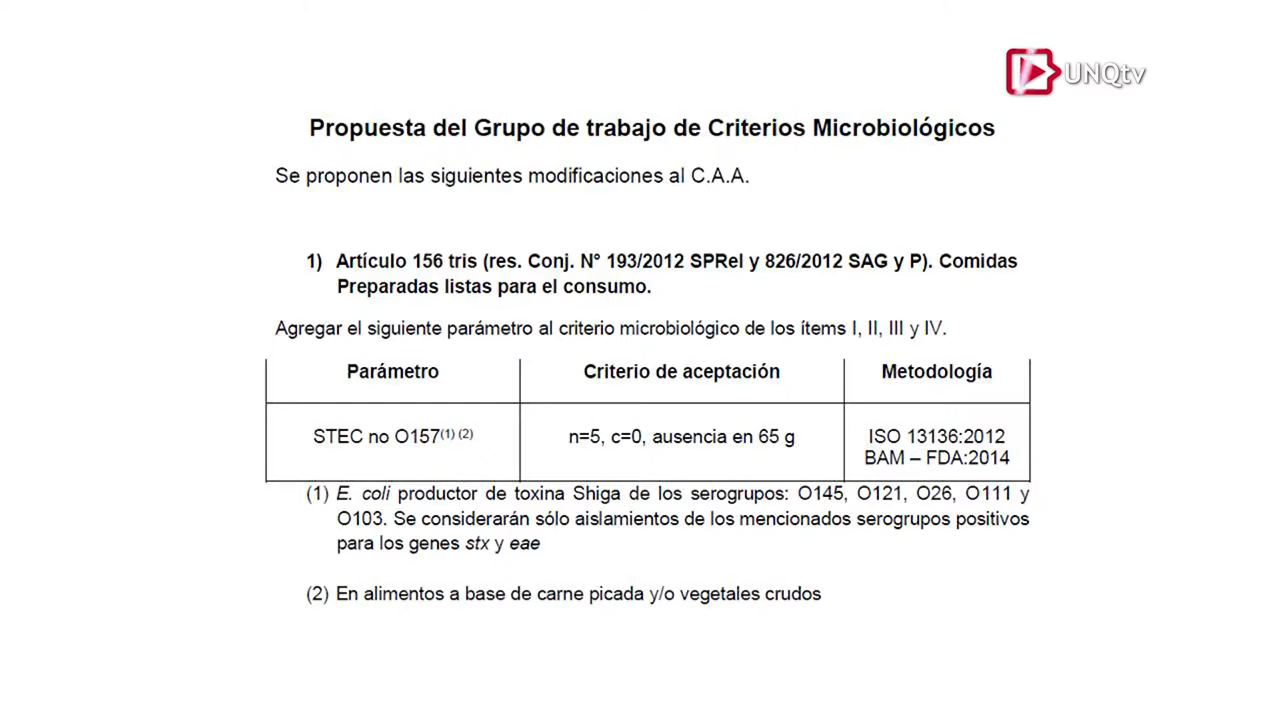 UNQtv
Propuesta del Grupo de trabajo de Criterios Microbiológicos
Se proponen las siguientes modificaciones al C.A.A.
1) Artículo 156 tris (res. Conj. N° 193/2012 SPRel y 826/2012 SAG y P). Comidas
Preparadas listas para el consumo.
Agregar el siguiente parámetro al criterio microbiológico de los ítems I, II, III y IV.
Parámetro Criterio de aceptación Metodología
STEC no O157(1) (2) n=5, c=0, ausencia en 65 g ISO 13136:2012
BAM – FDA:2014
(1) E. coli productor de toxina Shiga de los serogrupos: O145, O121, O26, O111 y
O103. Se considerarán sólo aislamientos de los mencionados serogrupos positivos
para los genes stx y eae
(2) En alimentos a base de carne picada y/o vegetales crudos